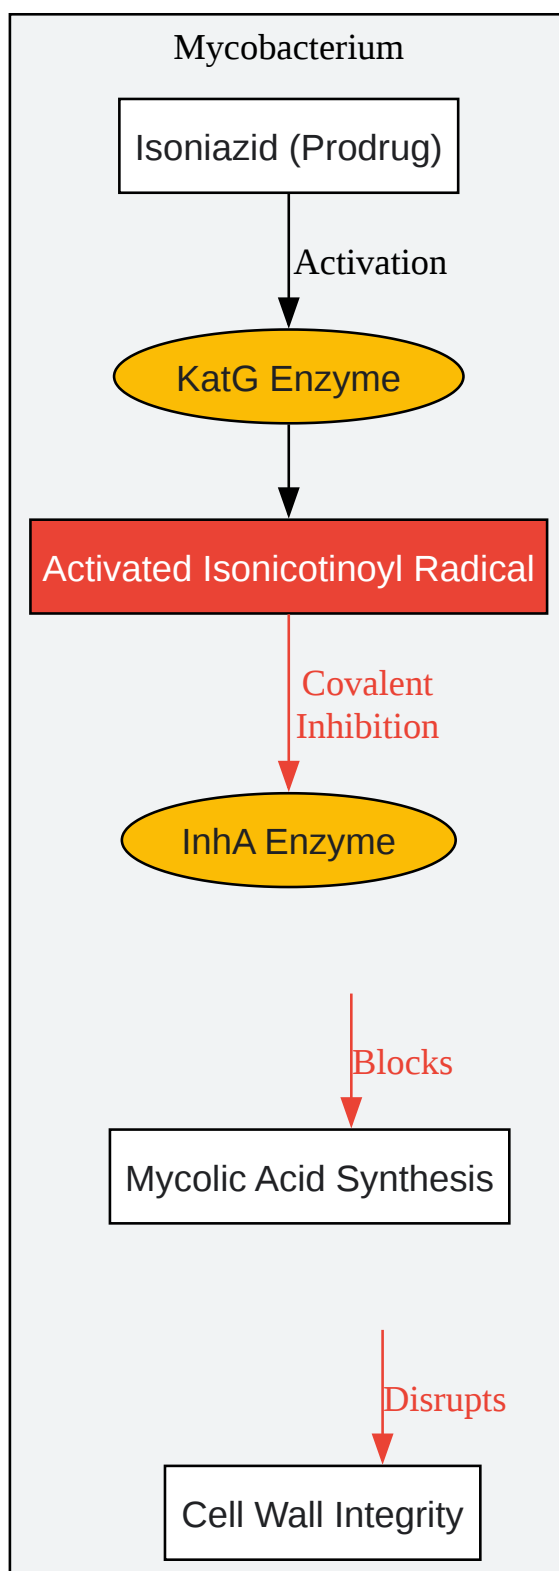 Mycobacterium
Isoniazid (Prodrug)
Activation
KatG Enzyme
Activated Isonicotinoyl Radical
Covalent
Inhibition
InhA Enzyme
Blocks
Mycolic Acid Synthesis
Disrupts
Cell Wall Integrity